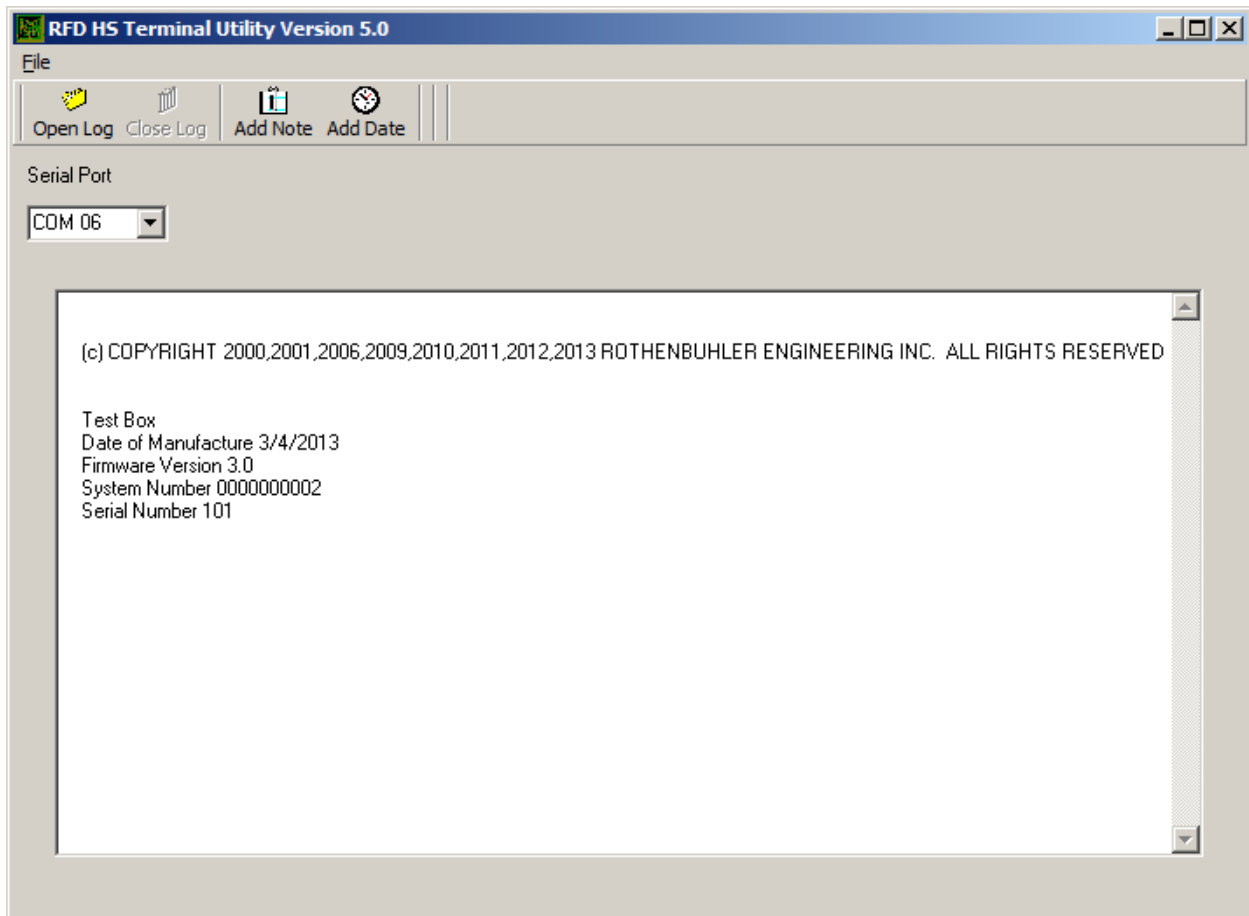 RFD HS Terminal Utility Version 5.0
File
Open Log Close Log Add Note Add Date
Serial Port
COM 06
(c) COPYRIGHT 2000,2001,2006,2009,2010,2011,2012,2013 ROTHENBUHLER ENGINEERING INC.  ALL RIGHTS RESERVED
Test Box
Date of Manufacture 3/4/2013
Firmware Version 3.0
System Number 0000000002
Serial Number 101